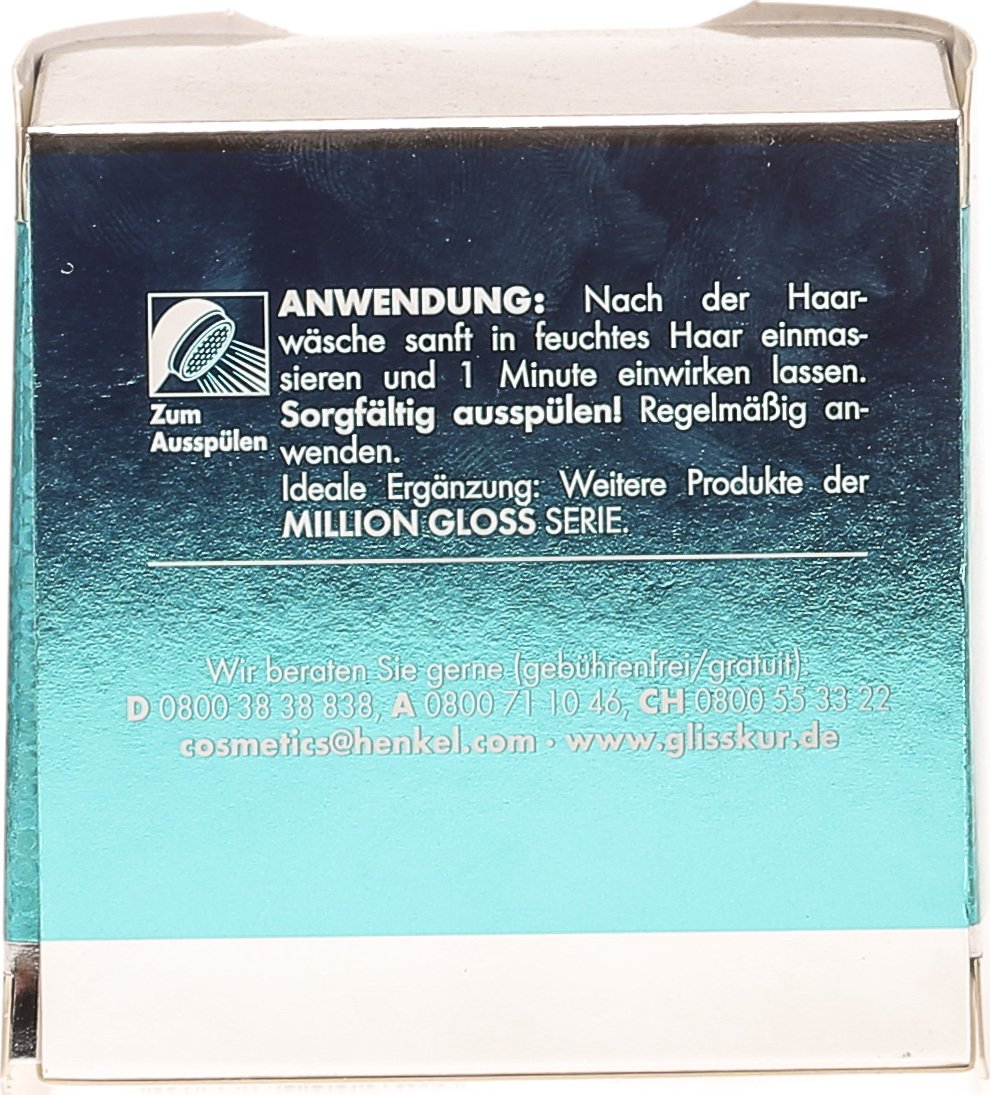 ANWENDUNG: Nach der Haar-
wäsche sanft in feuchtes Haar einmas-
sieren und 1 Minute einwirken lassen.
Sorgfältig ausspülen! Regelmäßig an-
wenden.
Ideale Ergänzung: Weitere Produkte der
MILLION GLOSS SERIE.
Zum
Ausspülen
Wir beraten Sie gerne (gebührenfrei/gratuit)
D 0800 38 38 838, A 0800 71 10 46, CH 0800 55 33 22
cosmetics@henkel.com · www.glisskur.de